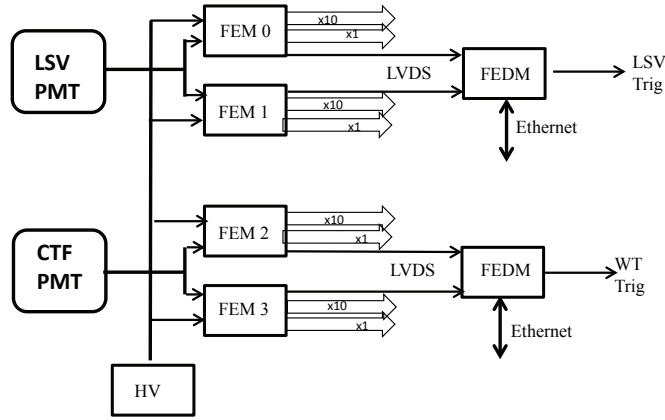 FEM 0
x10
x1
LSV
PMT
LVDS
FEDM
LSV
Trig
FEM 1
x10
x1
Ethernet
FEM 2
x10
x1
CTF
PMT
LVDS
FEDM
WT
Trig
FEM 3
x10
x1
Ethernet
HV